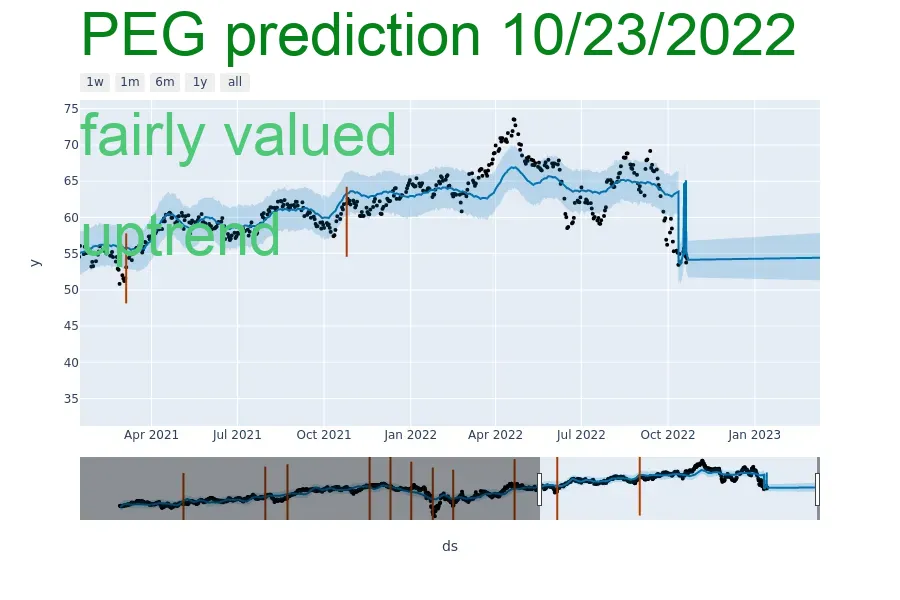 PEG prediction 10/23/2022
1w 1m 6m 1y all
75
fairly valued
70
65
60
uptrend
55
50
45
40
35
y
Apr 2021 Jul 2021 Oct 2021 Jan 2022 Apr 2022 Jul 2022 Oct 2022 Jan 2023
ds